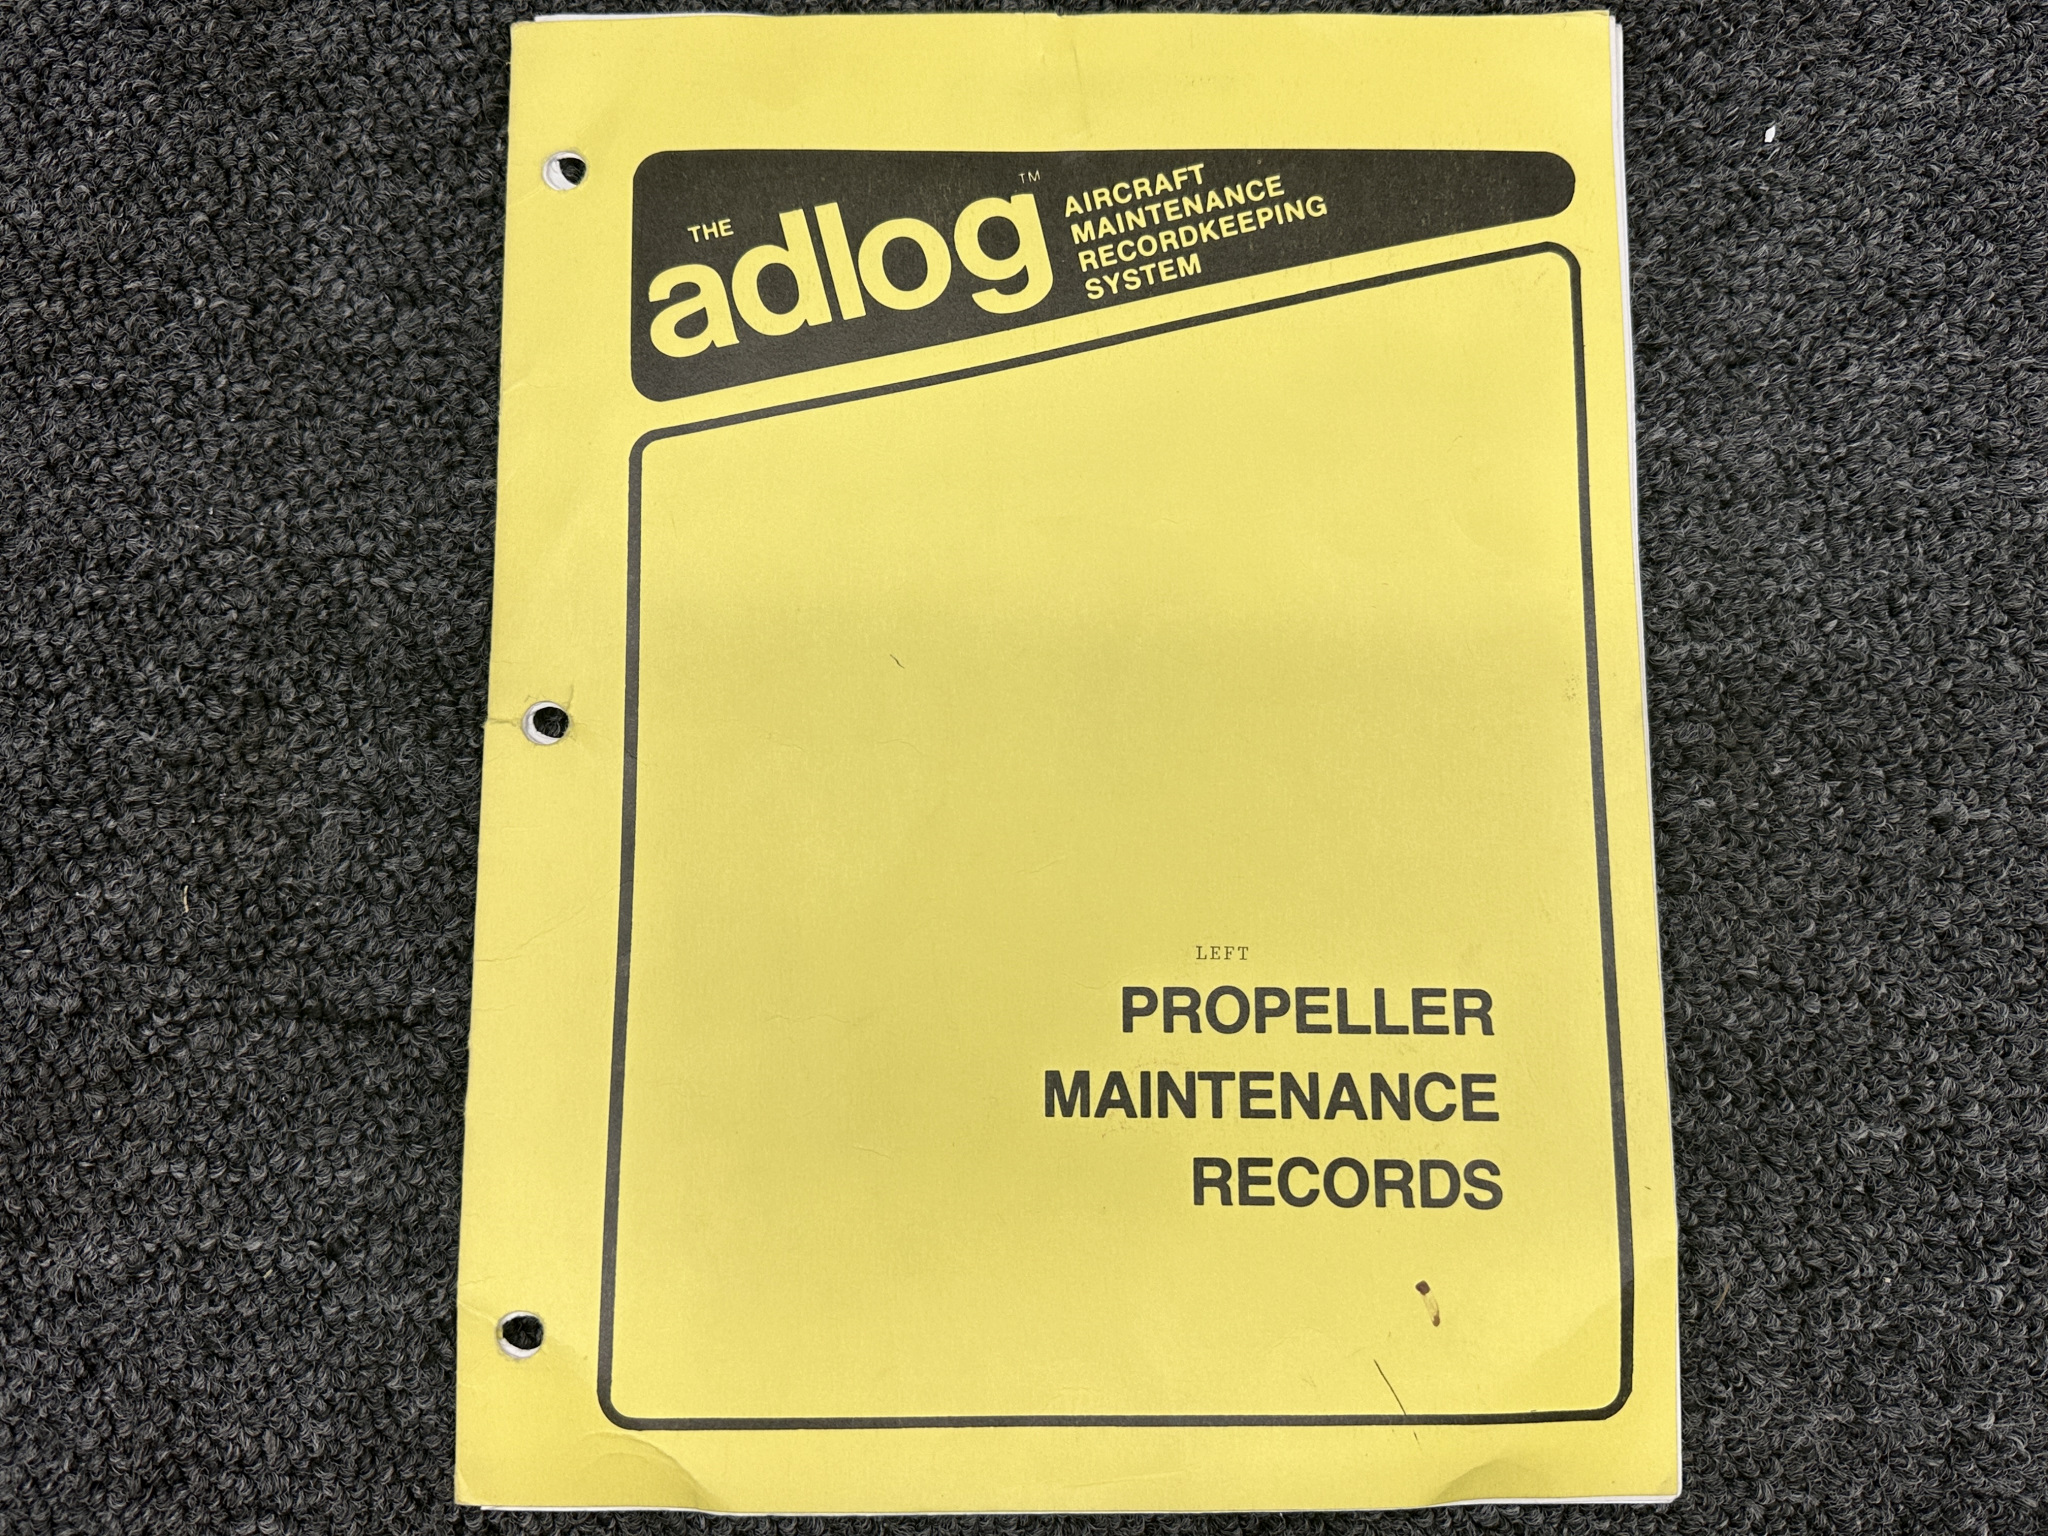 THE
adlog™
AIRCRAFT
MAINTENANCE
RECORDKEEPING
SYSTEM
LEFT
PROPELLER
MAINTENANCE
RECORDS